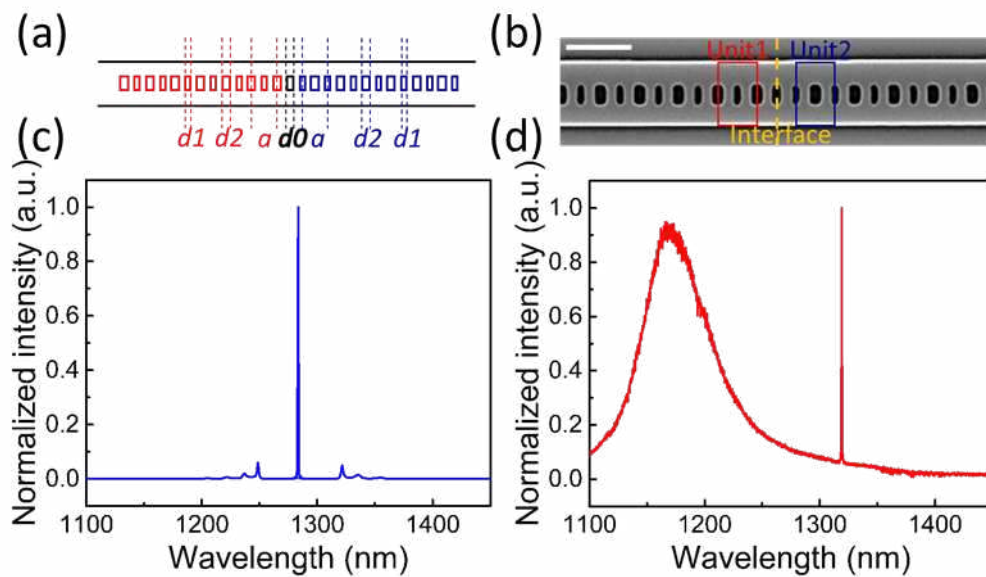 (a)
d1 d2 a d0 a d2 d1
(b)
Unit1 Unit2
Interface
(c)
Normalized intensity (a.u.)
1.0
0.8
0.6
0.4
0.2
0.0
1100 1200 1300 1400
Wavelength (nm)
(d)
Normalized intensity (a.u.)
1.0
0.8
0.6
0.4
0.2
0.0
1100 1200 1300 1400
Wavelength (nm)